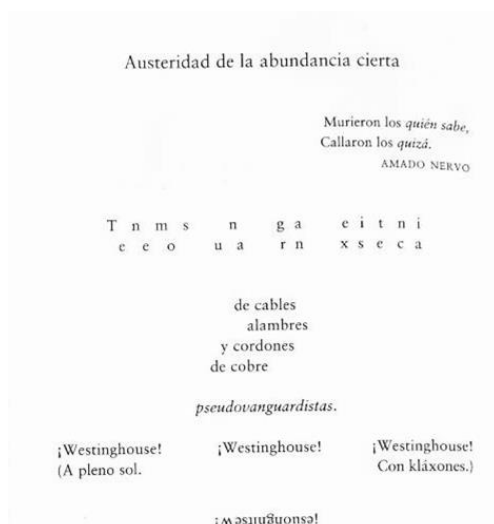 Austeridad de la abundancia cierta
Murieron los quién sabe,
Callaron los quizá.
AMADO NERVO
T n m s n g a e i t n i
e e o u a r n x s e c a
de cables
alambres
y cordones
de cobre
pseudovanguardistas.
¡Westinghouse! ¡Westinghouse! ¡Westinghouse!
(A pleno sol. Con kláxones.)
¡Westinghouse!